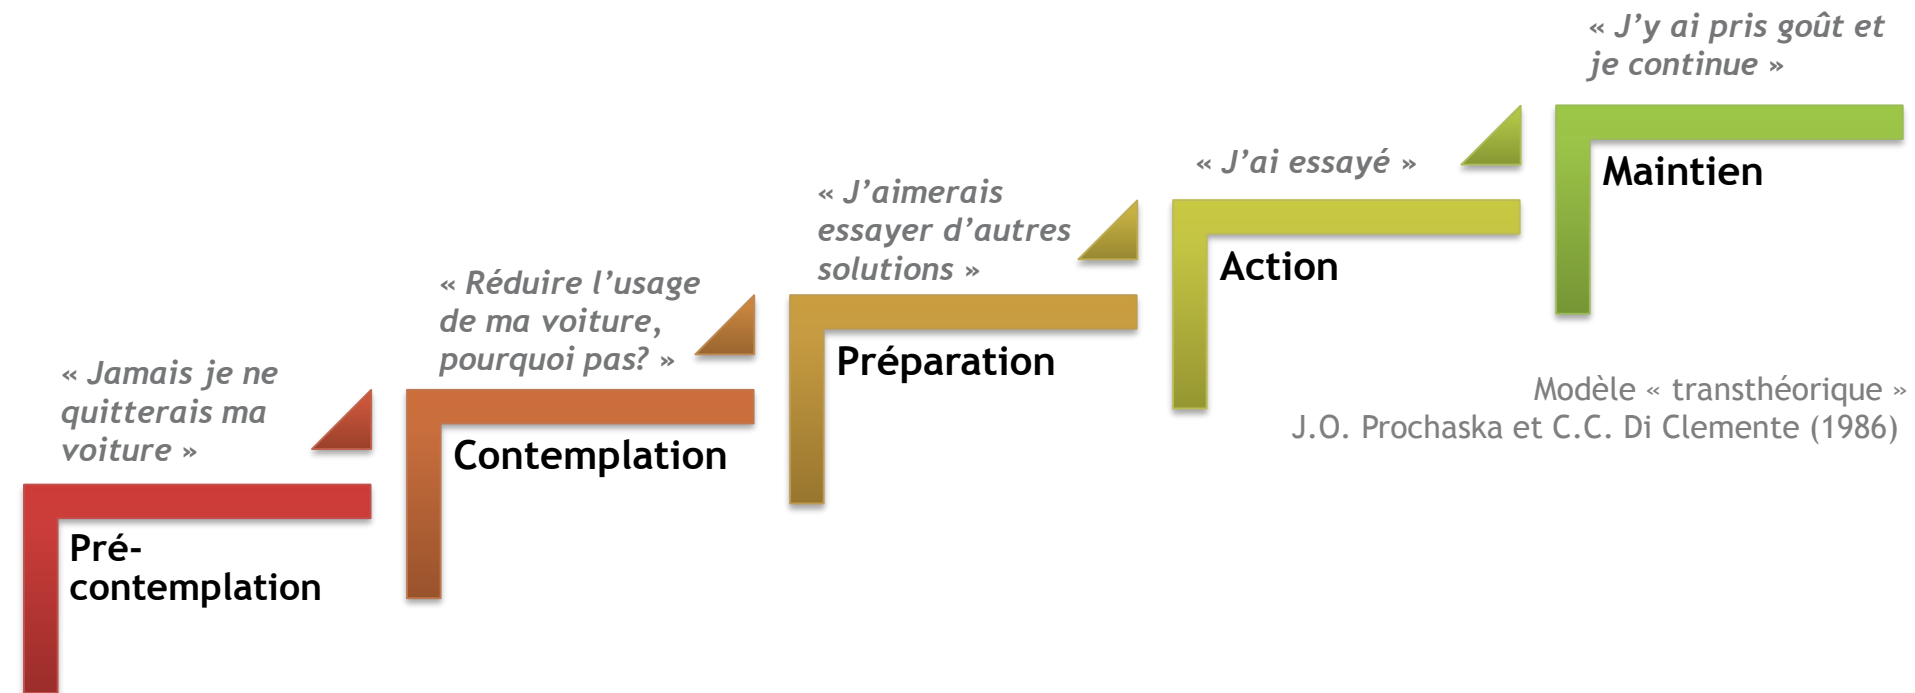 « Jamais je ne
quitterais ma
voiture »
Pré-
contemplation
« Réduire l’usage
de ma voiture,
pourquoi pas? »
Contemplation
« J’aimerais
essayer d’autres
solutions »
Préparation
« J’ai essayé »
Action
« J’y ai pris goût et
je continue »
Maintien
Modèle « transthéorique »
J.O. Prochaska et C.C. Di Clemente (1986)